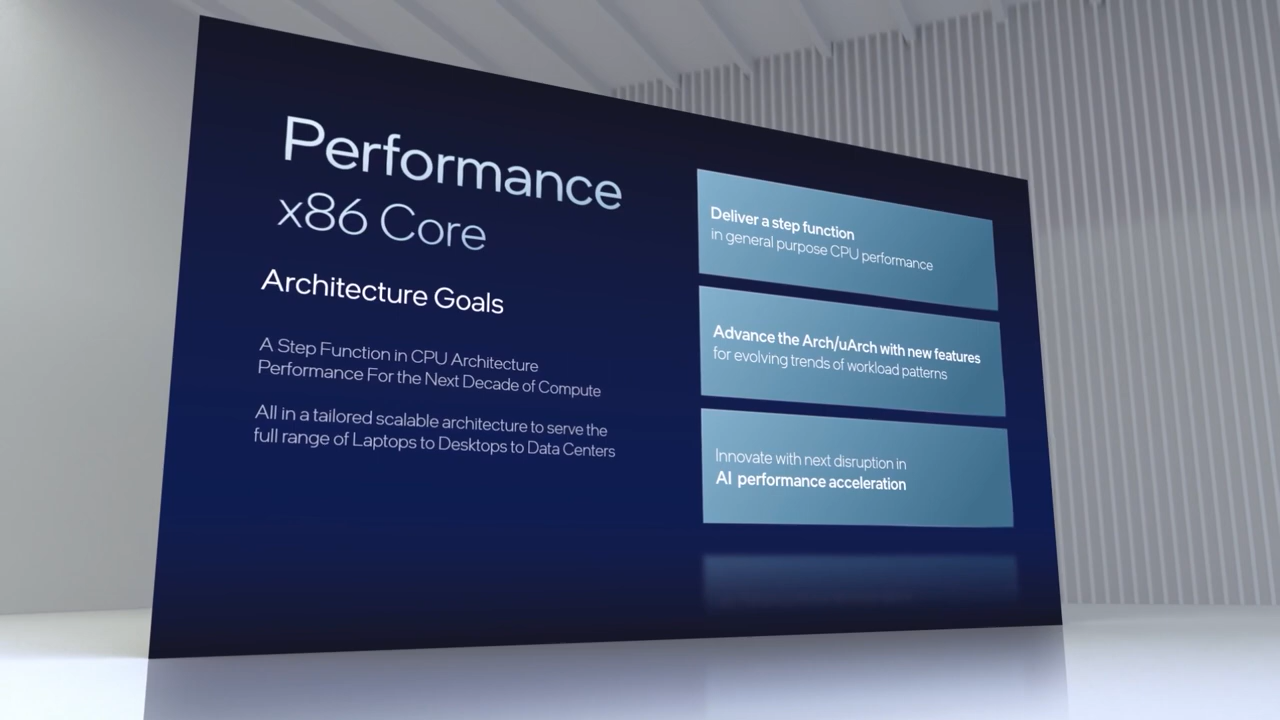 Performance
x86 Core
Architecture Goals
A Step Function in CPU Architecture
Performance For the Next Decade of Compute
All in a tailored scalable architecture to serve the
full range of Laptops to Desktops to Data Centers
Deliver a step function
in general purpose CPU performance
Advance the Arch/uArch with new features
for evolving trends of workload patterns
Innovate with next disruption in
AI performance acceleration